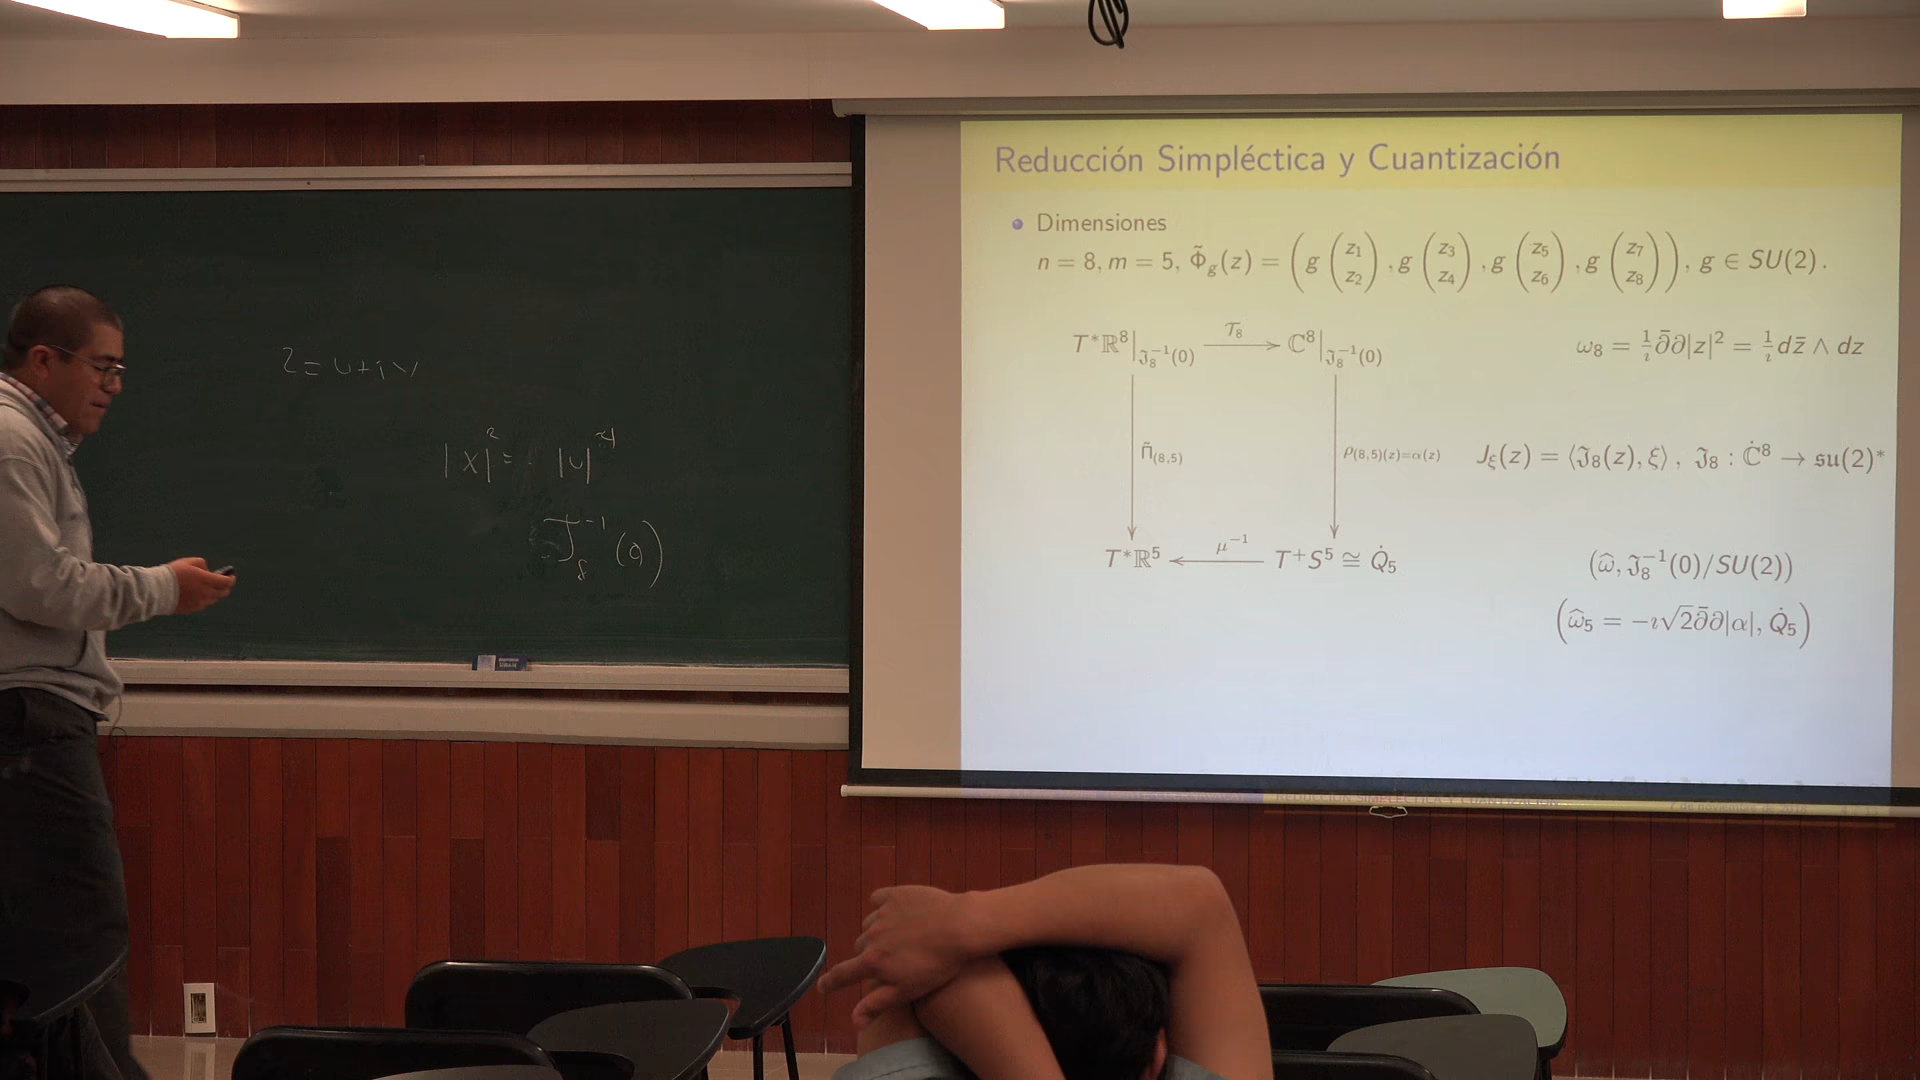 z = u + i v
|x|² = |u|⁴
J₈⁻¹(0)
Reducción Simpléctica y Cuantización
Dimensiones
n = 8, m = 5, Φ̃_g(z) = (g (z₁ z₂), g (z₃ z₄), g (z₅ z₆), g (z₇ z₈)), g ∈ SU(2).
T*ℝ⁸|_{𝔍₈⁻¹(0)} 𝒯₈ → ℂ⁸|_{𝔍₈⁻¹(0)} ω₈ = (1/ı) ∂̄∂|z|² = (1/ı) dz̄ ∧ dz
Π̃₍₈,₅₎ ρ₍₈,₅₎(z)=α(z) J_ξ(z) = ⟨𝔍₈(z), ξ⟩, 𝔍₈ : ℂ̇⁸ → 𝔰𝔲(2)*
T*ℝ⁵ ← μ⁻¹ T⁺S⁵ ≅ Q̇₅ (ω̂, 𝔍₈⁻¹(0)/SU(2))
(ω̂₅ = −ı√2∂̄∂|α|, Q̇₅)